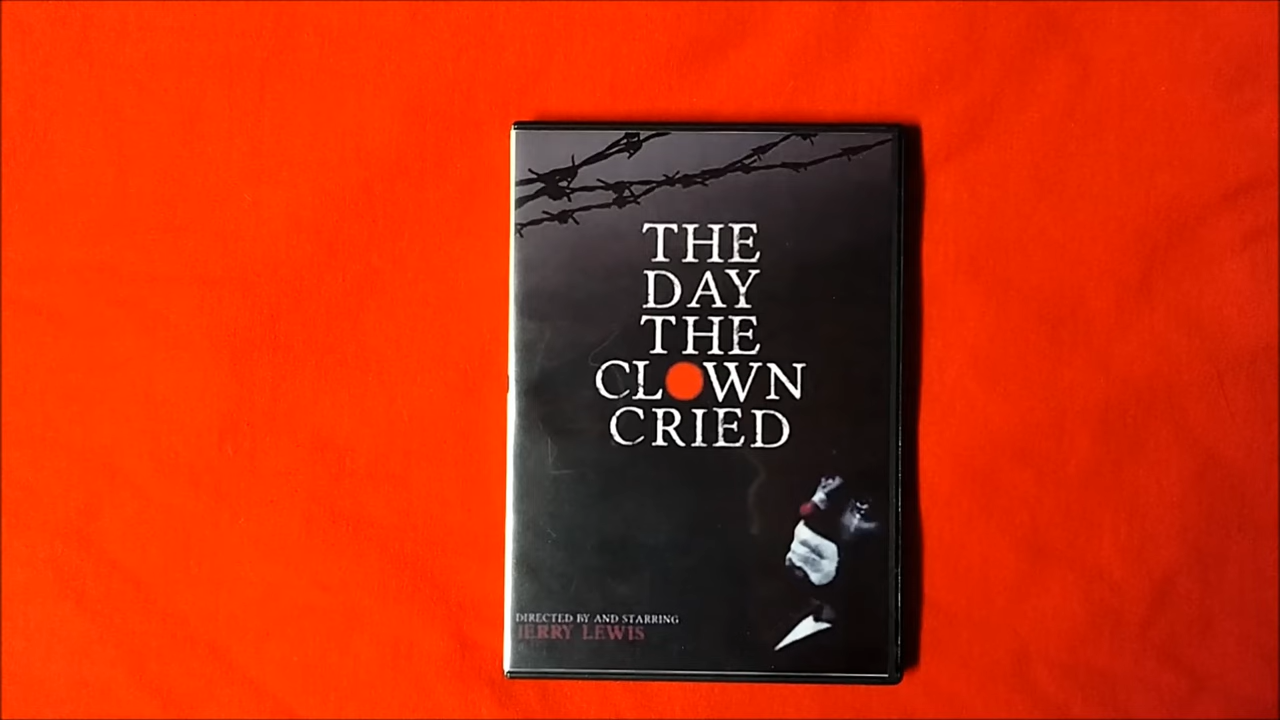 THE
DAY
THE
CLOWN
CRIED
DIRECTED BY AND STARRING
JERRY LEWIS